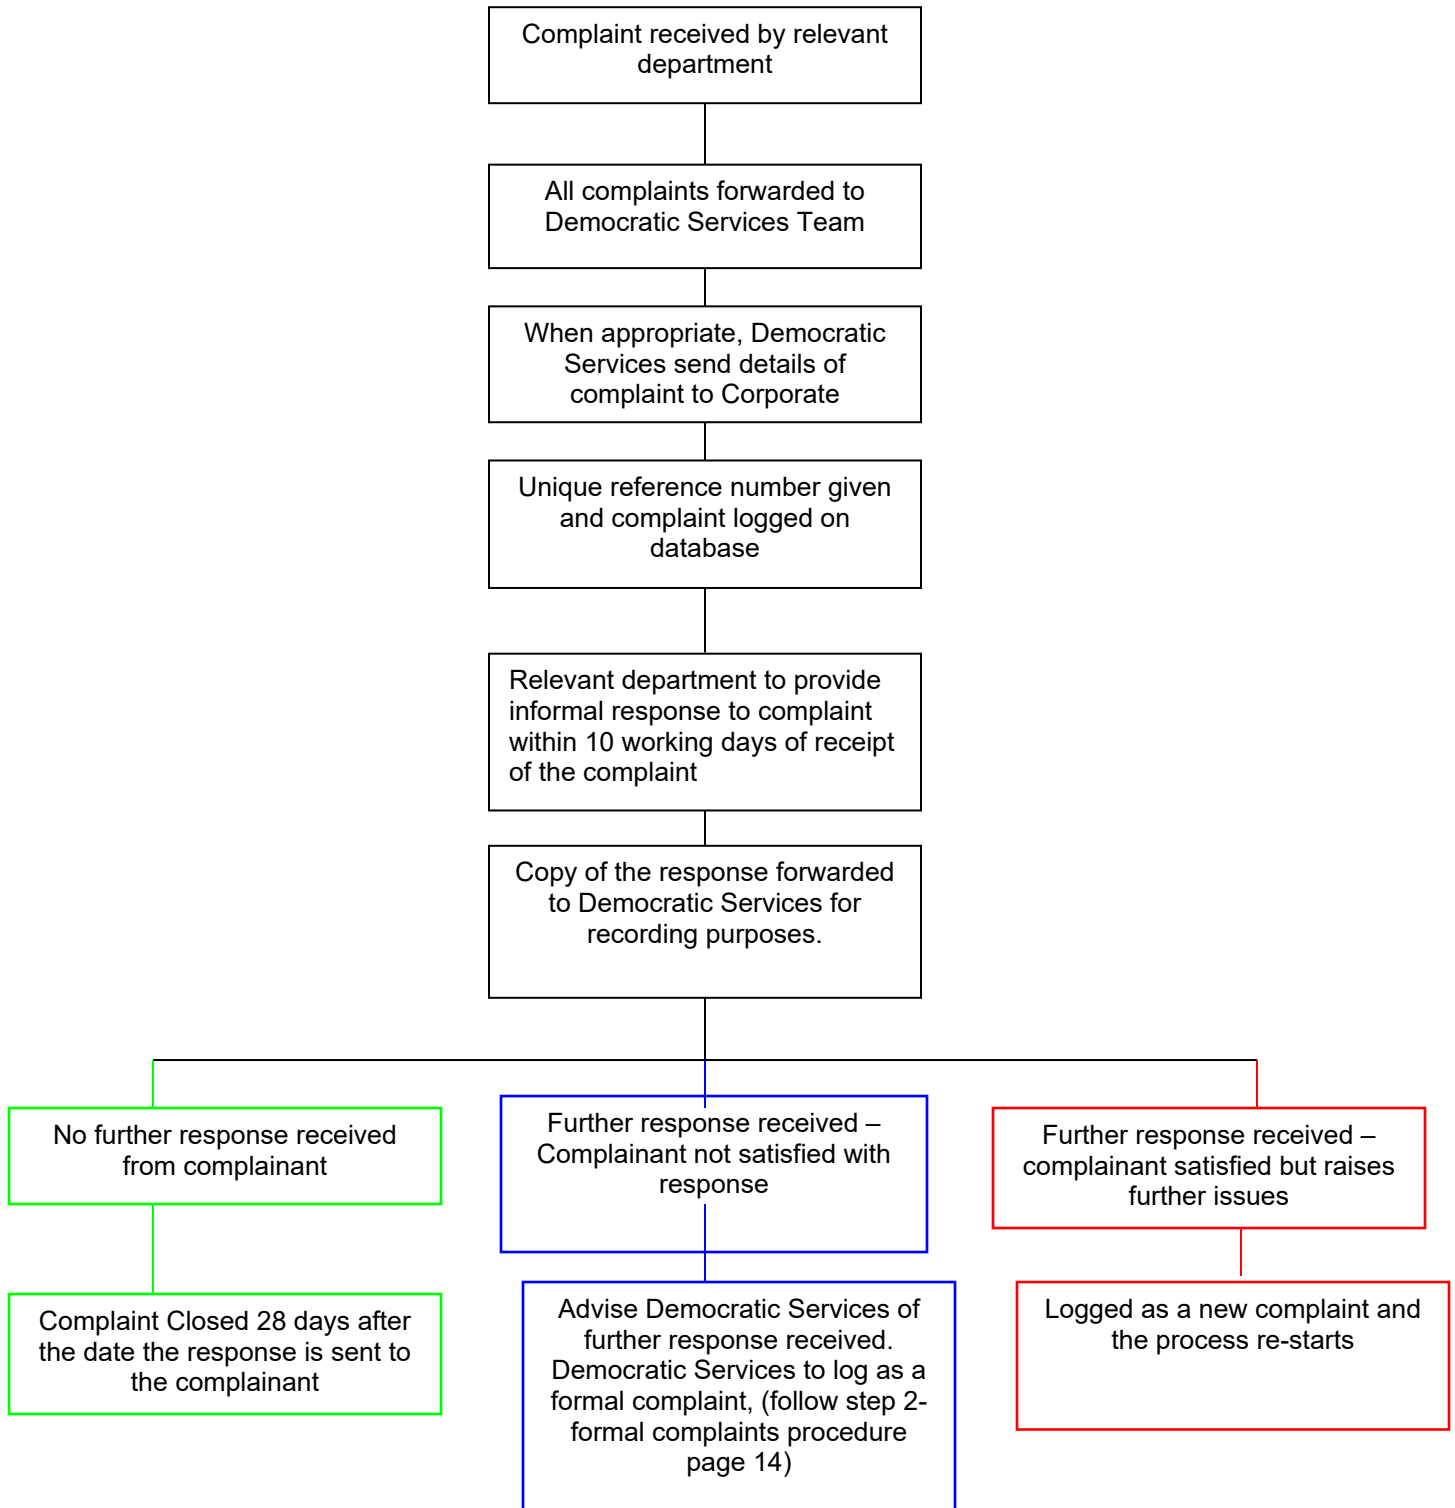 Complaint received by relevant
department
All complaints forwarded to
Democratic Services Team
When appropriate, Democratic
Services send details of
complaint to Corporate
Unique reference number given
and complaint logged on
database
Relevant department to provide
informal response to complaint
within 10 working days of receipt
of the complaint
Copy of the response forwarded
to Democratic Services for
recording purposes.
No further response received
from complainant
Complaint Closed 28 days after
the date the response is sent to
the complainant
Further response received –
Complainant not satisfied with
response
Advise Democratic Services of
further response received.
Democratic Services to log as a
formal complaint, (follow step 2-
formal complaints procedure
page 14)
Further response received –
complainant satisfied but raises
further issues
Logged as a new complaint and
the process re-starts